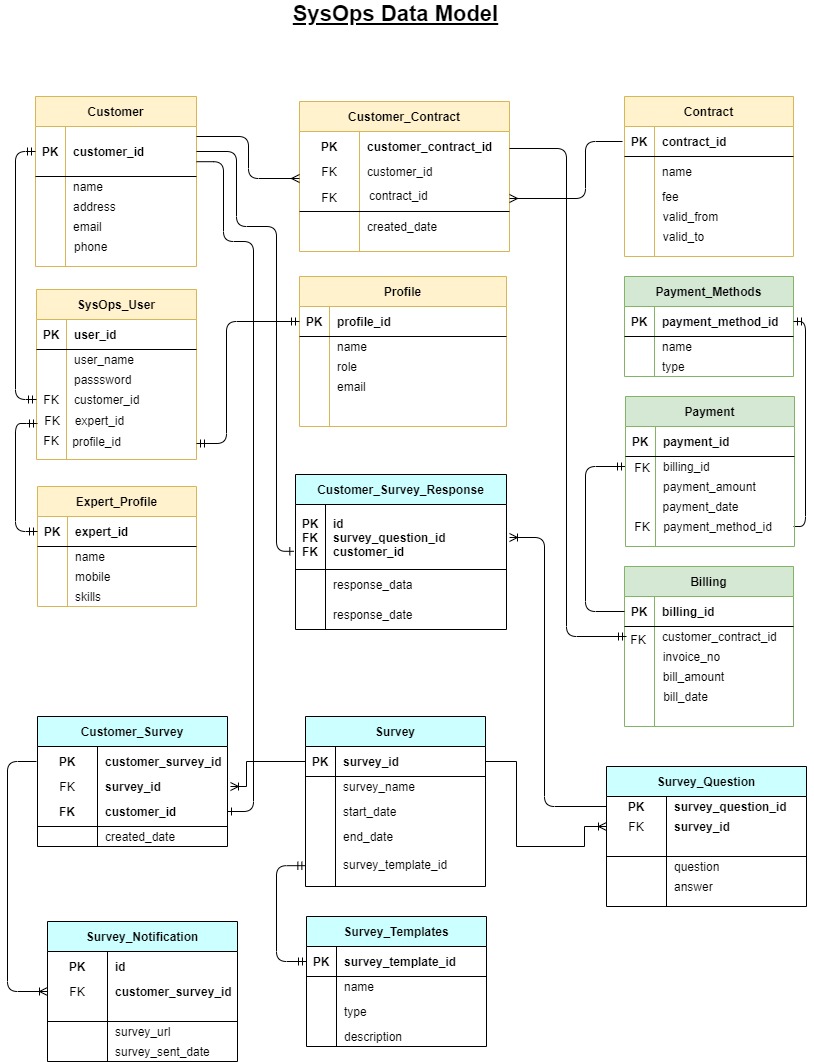 SysOps Data Model
Customer
PK customer_id
name
address
email
phone
Customer_Contract
PK customer_contract_id
FK customer_id
FK contract_id
created_date
Contract
PK contract_id
name
fee
valid_from
valid_to
SysOps_User
PK user_id
user_name
passsword
FK customer_id
FK expert_id
FK profile_id
Profile
PK profile_id
name
role
email
Payment_Methods
PK payment_method_id
name
type
Payment
PK payment_id
FK billing_id
payment_amount
payment_date
FK payment_method_id
Expert_Profile
PK expert_id
name
mobile
skills
Customer_Survey_Response
PK id
FK survey_question_id
FK customer_id
response_data
response_date
Billing
PK billing_id
FK customer_contract_id
invoice_no
bill_amount
bill_date
Customer_Survey
PK customer_survey_id
FK survey_id
FK customer_id
created_date
Survey
PK survey_id
survey_name
start_date
end_date
survey_template_id
Survey_Question
PK survey_question_id
FK survey_id
question
answer
Survey_Notification
PK id
FK customer_survey_id
survey_url
survey_sent_date
Survey_Templates
PK survey_template_id
name
type
description